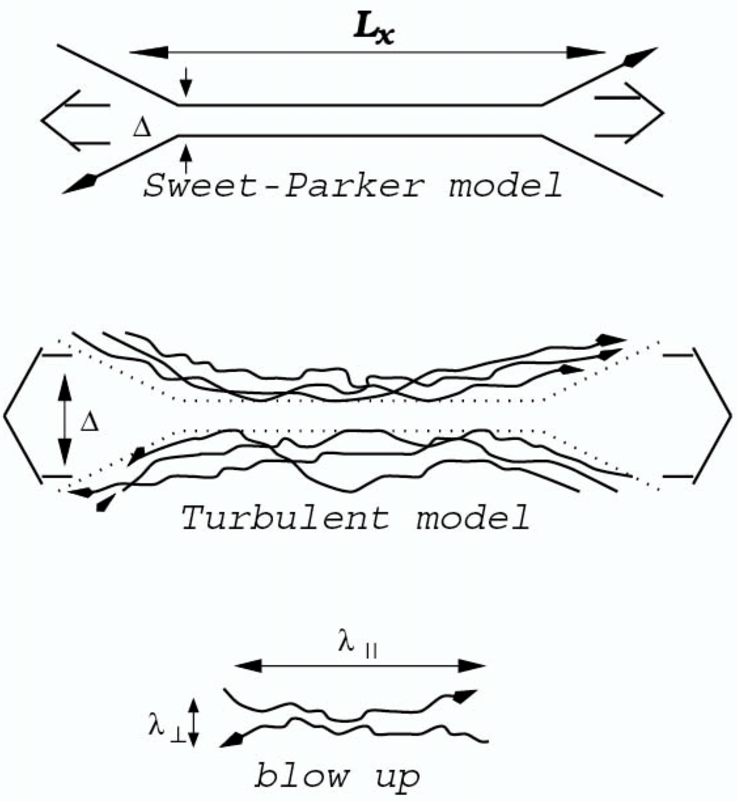 Lₓ
Δ
Sweet-Parker model
Δ
Turbulent model
λ ||
λ⊥
blow up